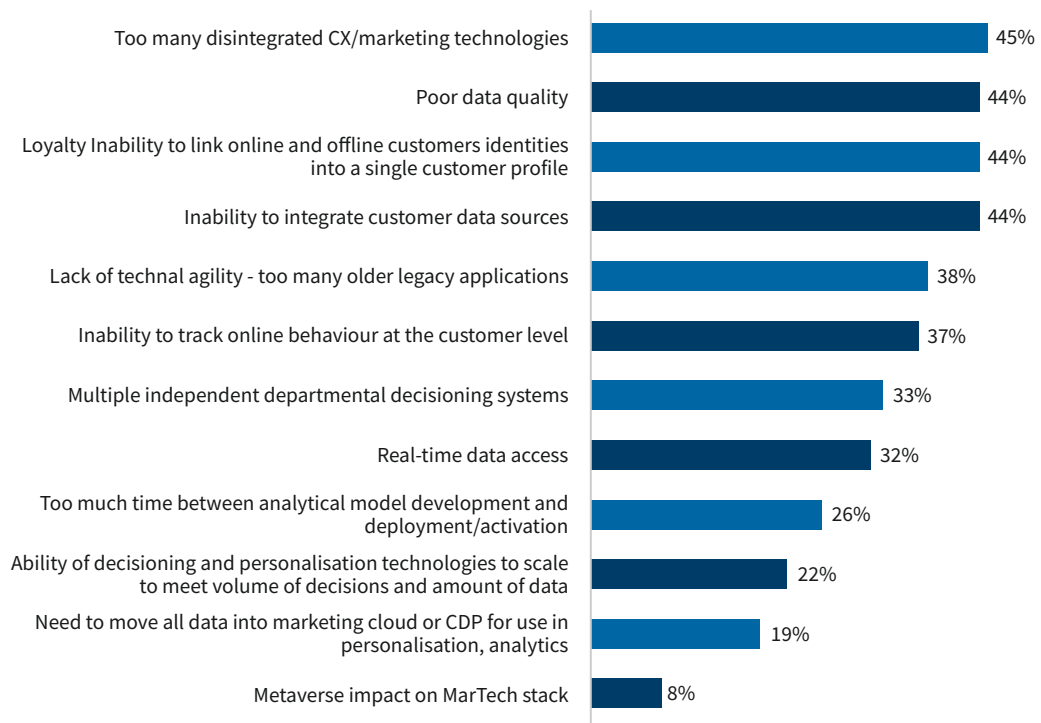 Too many disintegrated CX/marketing technologies 45%
Poor data quality 44%
Loyalty Inability to link online and offline customers identities
into a single customer profile 44%
Inability to integrate customer data sources 44%
Lack of technal agility - too many older legacy applications 38%
Inability to track online behaviour at the customer level 37%
Multiple independent departmental decisioning systems 33%
Real-time data access 32%
Too much time between analytical model development and
deployment/activation 26%
Ability of decisioning and personalisation technologies to scale
to meet volume of decisions and amount of data 22%
Need to move all data into marketing cloud or CDP for use in
personalisation, analytics 19%
Metaverse impact on MarTech stack 8%